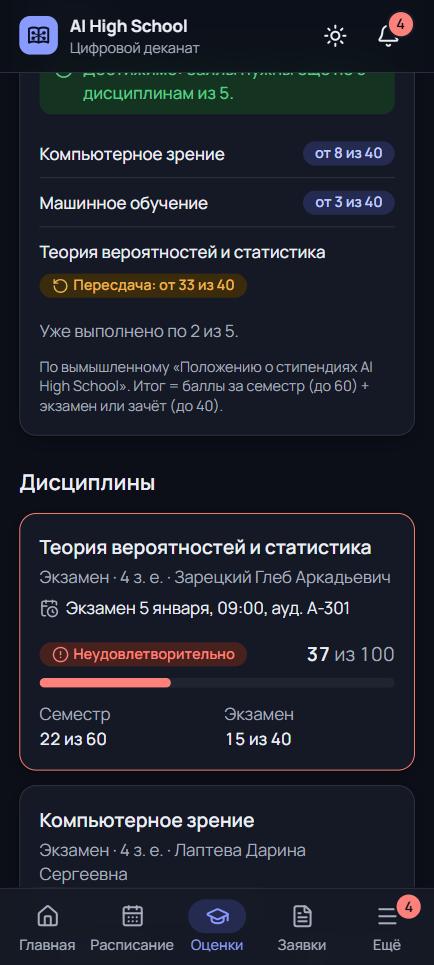 AI High School
Цифровой деканат
4
дисциплинам из 5.
Компьютерное зрение
от 8 из 40
Машинное обучение
от 3 из 40
Теория вероятностей и статистика
Пересдача: от 33 из 40
Уже выполнено по 2 из 5.
По вымышленному «Положению о стипендиях AI
High School». Итог = баллы за семестр (до 60) +
экзамен или зачёт (до 40).
Дисциплины
Теория вероятностей и статистика
Экзамен · 4 з. е. · Зарецкий Глеб Аркадьевич
Экзамен 5 января, 09:00, ауд. А-301
Неудовлетворительно
37 из 100
Семестр
Экзамен
22 из 60
15 из 40
Компьютерное зрение
Экзамен · 4 з. е. · Лаптева Дарина
Сергеевна
4
Главная
Расписание
Оценки
Заявки
Ещё